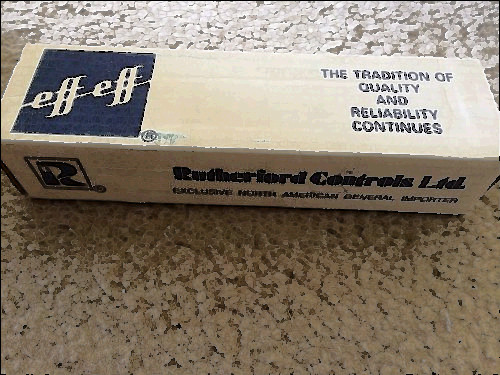 eff-eff
®
THE TRADITION OF
QUALITY
AND
RELIABILITY
CONTINUES
R®
Rutherford Controls Ltd.
EXCLUSIVE NORTH AMERICAN GENERAL IMPORTER